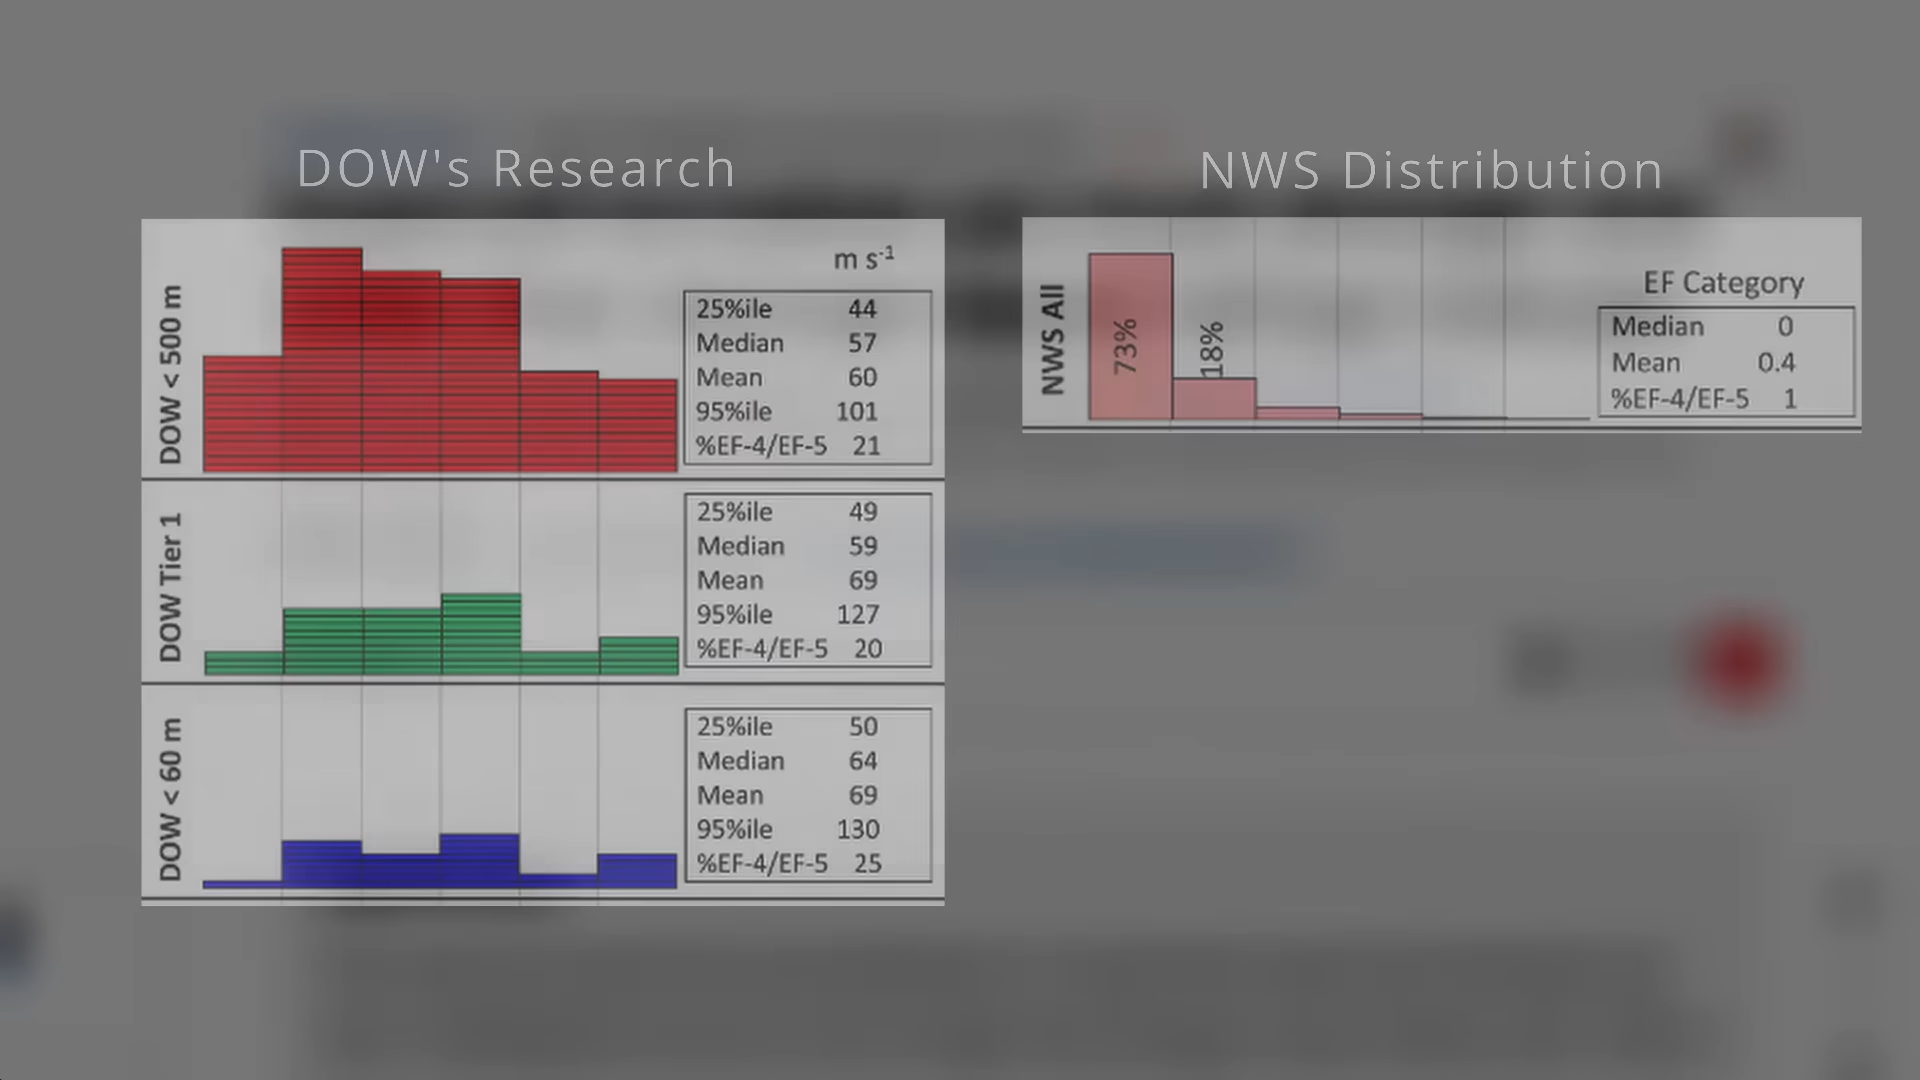 DOW's Research
DOW < 500 m
m s-1
25%ile 44
Median 57
Mean 60
95%ile 101
%EF-4/EF-5 21
DOW Tier 1
25%ile 49
Median 59
Mean 69
95%ile 127
%EF-4/EF-5 20
DOW < 60 m
25%ile 50
Median 64
Mean 69
95%ile 130
%EF-4/EF-5 25
NWS Distribution
NWS All
73%
18%
EF Category
Median 0
Mean 0.4
%EF-4/EF-5 1